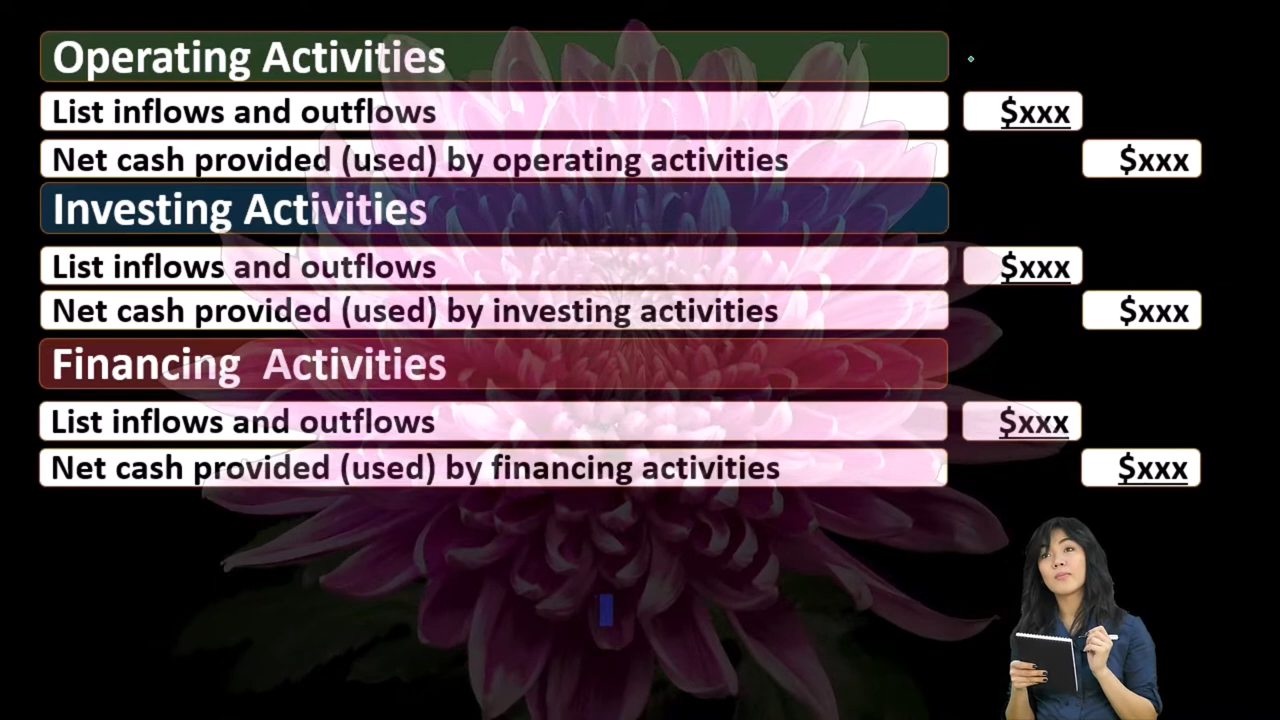 Operating Activities
List inflows and outflows $xxx
Net cash provided (used) by operating activities $xxx
Investing Activities
List inflows and outflows $xxx
Net cash provided (used) by investing activities $xxx
Financing Activities
List inflows and outflows $xxx
Net cash provided (used) by financing activities $xxx